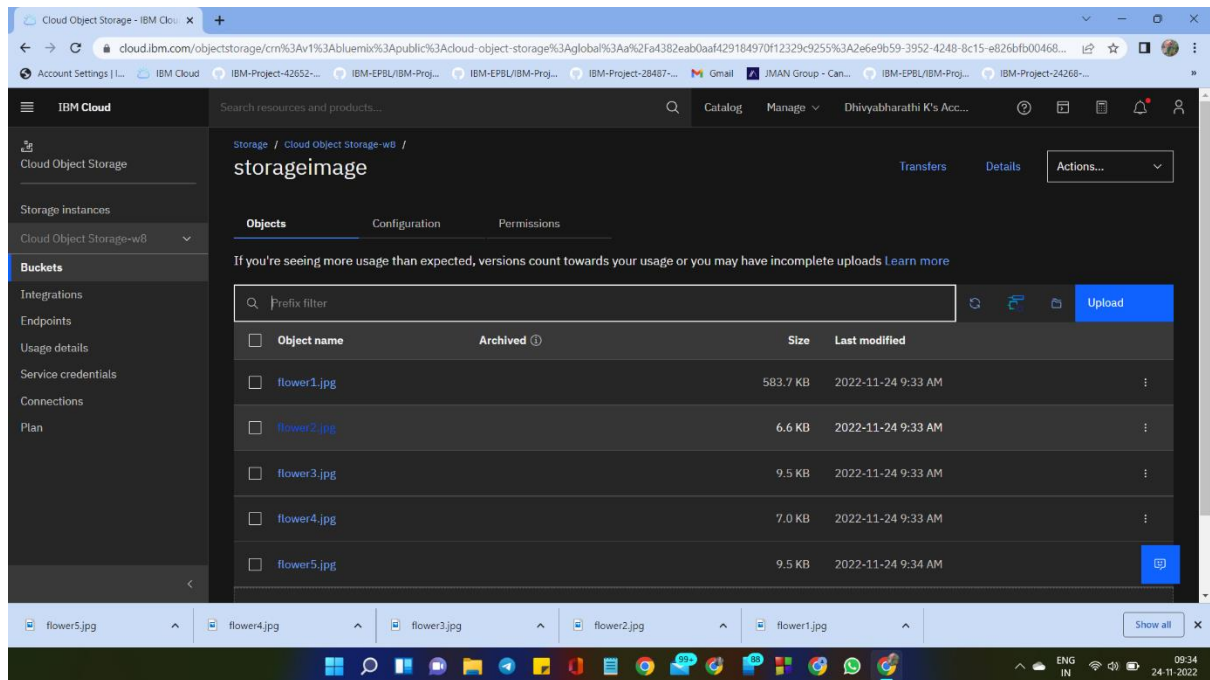 Cloud Object Storage - IBM Clou
cloud.ibm.com/objectstorage/crn%3Av1%3Abluemix%3Apublic%3Acloud-object-storage%3Aglobal%3Aa%2Fa4382eab0aaf429184970f12329c9255%3A2e6e9b59-3952-4248-8c15-e826bfb00468...
Account Settings | I... IBM Cloud IBM-Project-42652-... IBM-EPBL/IBM-Proj... IBM-EPBL/IBM-Proj... IBM-Project-28487-... Gmail JMAN Group - Can... IBM-EPBL/IBM-Proj... IBM-Project-24268-... »
IBM Cloud Search resources and products... Catalog Manage Dhivyabharathi K's Acc...
Cloud Object Storage
Storage instances
Cloud Object Storage-w8
Buckets
Integrations
Endpoints
Usage details
Service credentials
Connections
Plan
Storage / Cloud Object Storage-w8 /
storageimage
Transfers Details Actions...
Objects Configuration Permissions
If you're seeing more usage than expected, versions count towards your usage or you may have incomplete uploads Learn more
Prefix filter Upload
Object name Archived Size Last modified
flower1.jpg 583.7 KB 2022-11-24 9:33 AM
flower2.jpg 6.6 KB 2022-11-24 9:33 AM
flower3.jpg 9.5 KB 2022-11-24 9:33 AM
flower4.jpg 7.0 KB 2022-11-24 9:33 AM
flower5.jpg 9.5 KB 2022-11-24 9:34 AM
flower5.jpg flower4.jpg flower3.jpg flower2.jpg flower1.jpg Show all
99+ 88 ENG 09:34
IN 24-11-2022